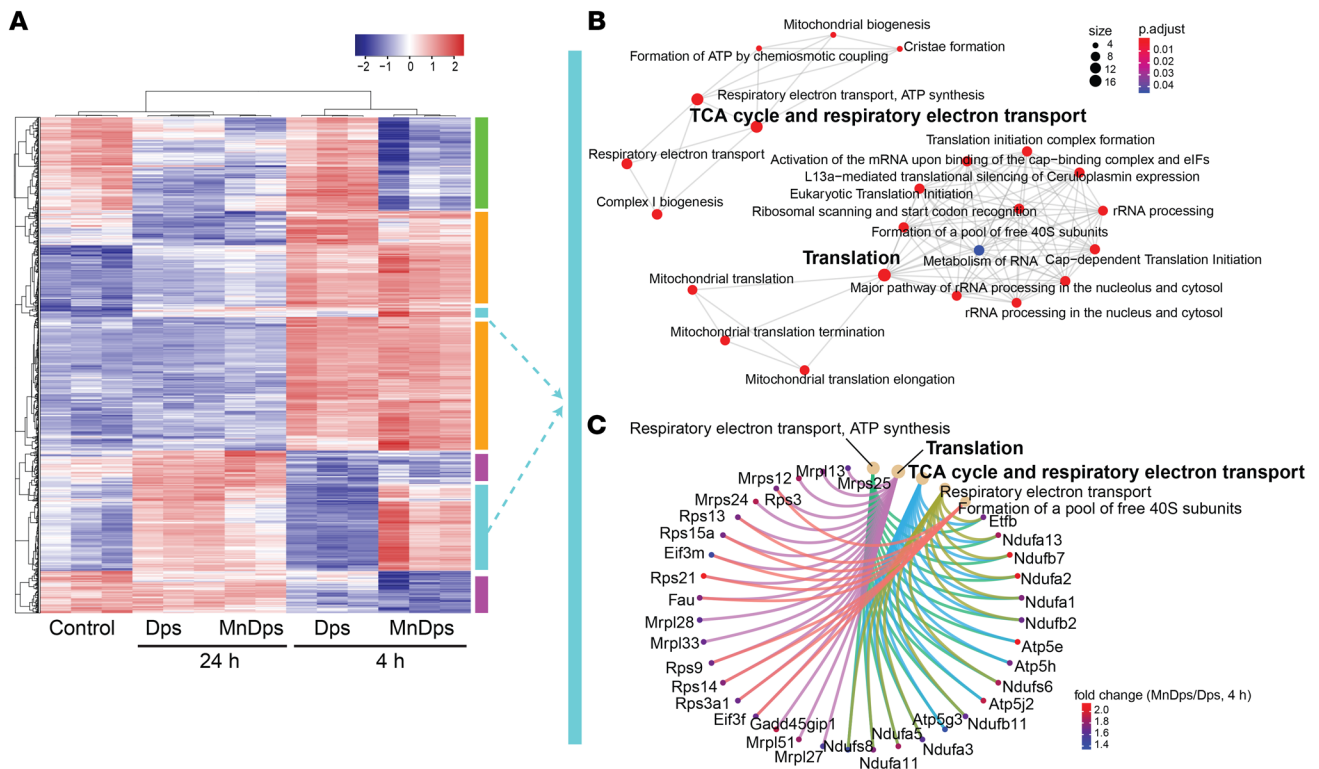 A
−2 −1 0 1 2
Control
Dps
MnDps
Dps
MnDps
24 h
4 h
B
Mitochondrial biogenesis
Cristae formation
Formation of ATP by chemiosmotic coupling
Respiratory electron transport, ATP synthesis
TCA cycle and respiratory electron transport
Respiratory electron transport
Complex I biogenesis
size
4
8
12
16
p.adjust
0.01
0.02
0.03
0.04
Translation initiation complex formation
Activation of the mRNA upon binding of the cap−binding complex and eIFs
L13a−mediated translational silencing of Ceruloplasmin expression
Eukaryotic Translation Initiation
Ribosomal scanning and start codon recognition
rRNA processing
Formation of a pool of free 40S subunits
Translation
Metabolism of RNA
Cap−dependent Translation Initiation
Mitochondrial translation
Major pathway of rRNA processing in the nucleolus and cytosol
rRNA processing in the nucleus and cytosol
Mitochondrial translation termination
Mitochondrial translation elongation
C
Respiratory electron transport, ATP synthesis
Translation
TCA cycle and respiratory electron transport
Respiratory electron transport
Formation of a pool of free 40S subunits
Mrpl13
Mrps25
Mrps12
Rps3
Mrps24
Rps13
Rps15a
Eif3m
Rps21
Fau
Mrpl28
Mrpl33
Rps9
Rps14
Rps3a1
Eif3f
Gadd45gip1
Mrpl51
Mrpl27
Ndufs8
Ndufa11
Ndufa5
Ndufa3
Atp5g3
Ndufb11
Atp5j2
Ndufs6
Atp5h
Atp5e
Ndufb2
Ndufa1
Ndufa2
Ndufb7
Ndufa13
Etfb
fold change (MnDps/Dps, 4 h)
2.0
1.8
1.6
1.4